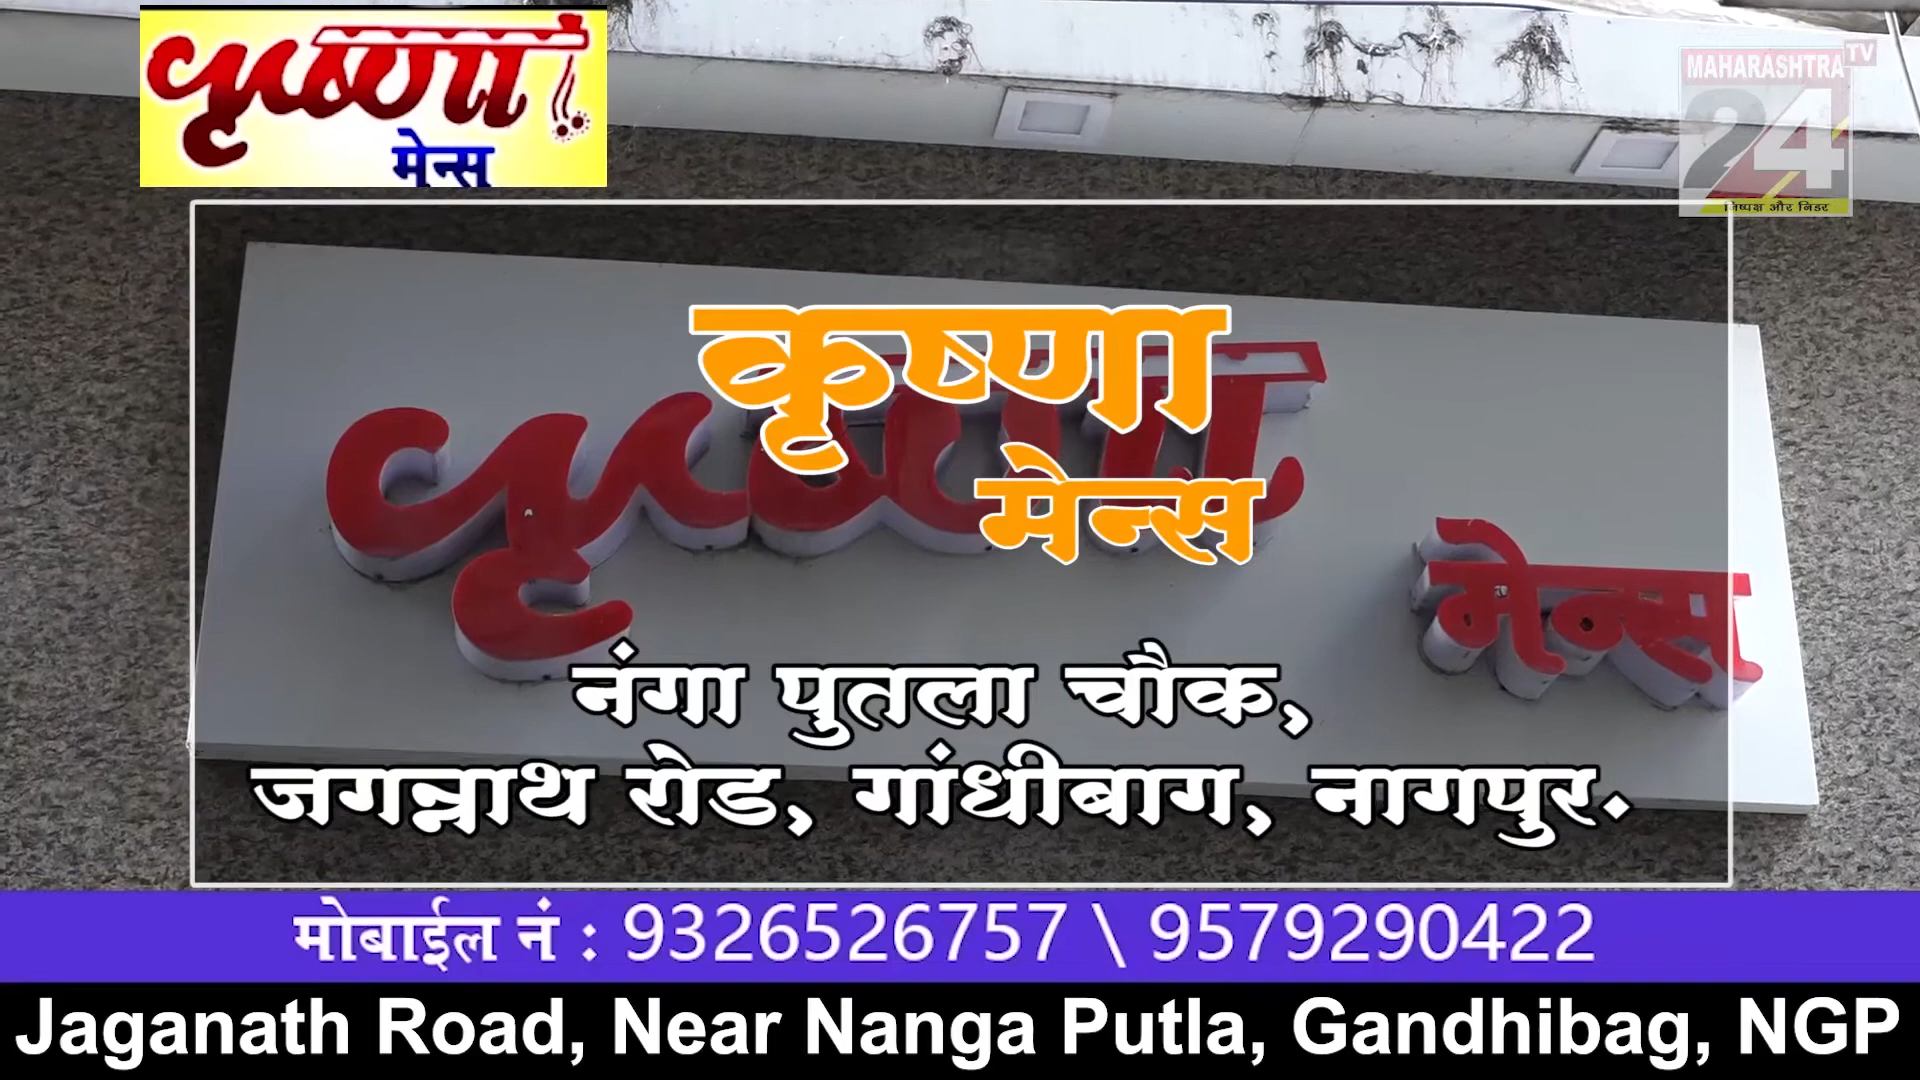 कृष्णा
मेन्स
MAHARASHTRA TV
24
निष्पक्ष और निडर
कृष्णा
मेन्स
कृष्णा
मेन्स
नंगा पुतला चौक,
जगन्नाथ रोड, गांधीबाग, नागपुर.
मोबाईल नं : 9326526757 \ 9579290422
Jaganath Road, Near Nanga Putla, Gandhibag, NGP